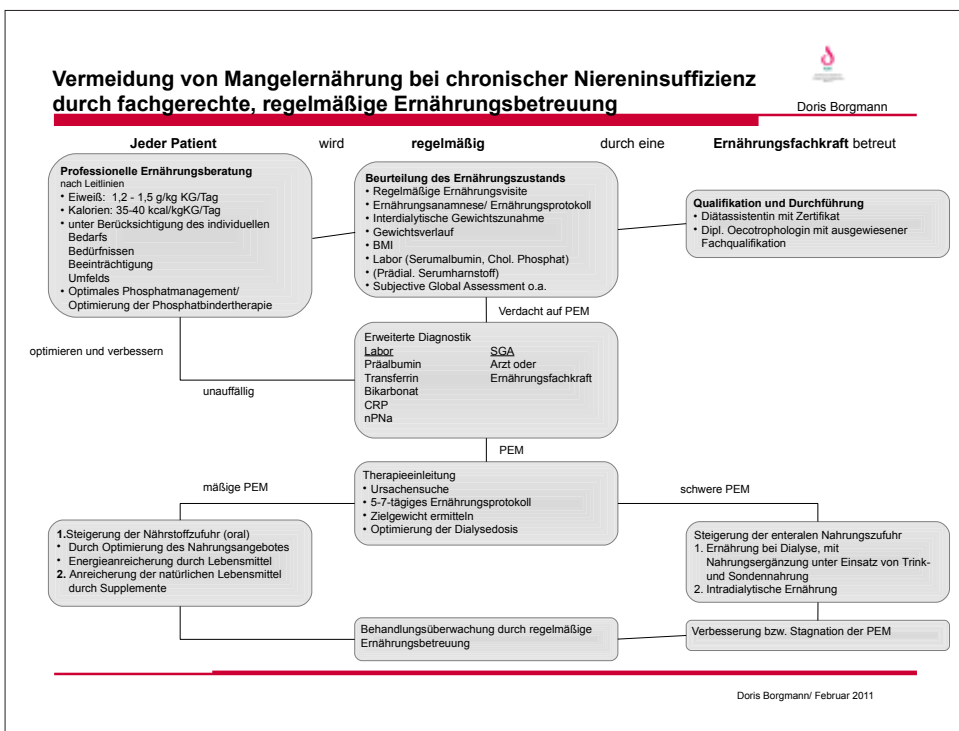 Vermeidung von Mangelernährung bei chronischer Niereninsuffizienz
durch fachgerechte, regelmäßige Ernährungsbetreuung
Doris Borgmann
Jeder Patient wird regelmäßig durch eine Ernährungsfachkraft betreut
Professionelle Ernährungsberatung
nach Leitlinien
• Eiweiß: 1,2 - 1,5 g/kg KG/Tag
• Kalorien: 35-40 kcal/kgKG/Tag
• unter Berücksichtigung des individuellen
Bedarfs
Bedürfnissen
Beeinträchtigung
Umfelds
• Optimales Phosphatmanagement/
Optimierung der Phosphatbindertherapie
Beurteilung des Ernährungszustands
• Regelmäßige Ernährungsvisite
• Ernährungsanamnese/ Ernährungsprotokoll
• Interdialytische Gewichtszunahme
• Gewichtsverlauf
• BMI
• Labor (Serumalbumin, Chol. Phosphat)
• (Prädial. Serumharnstoff)
• Subjective Global Assessment o.a.
Qualifikation und Durchführung
• Diätassistentin mit Zertifikat
• Dipl. Oecotrophologin mit ausgewiesener
Fachqualifikation
Verdacht auf PEM
optimieren und verbessern
unauffällig
Erweiterte Diagnostik
Labor SGA
Präalbumin Arzt oder
Transferrin Ernährungsfachkraft
Bikarbonat
CRP
nPNa
PEM
mäßige PEM
schwere PEM
Therapieeinleitung
• Ursachensuche
• 5-7-tägiges Ernährungsprotokoll
• Zielgewicht ermitteln
• Optimierung der Dialysedosis
1.Steigerung der Nährstoffzufuhr (oral)
• Durch Optimierung des Nahrungsangebotes
• Energieanreicherung durch Lebensmittel
2. Anreicherung der natürlichen Lebensmittel
durch Supplemente
Steigerung der enteralen Nahrungszufuhr
1. Ernährung bei Dialyse, mit
Nahrungsergänzung unter Einsatz von Trink-
und Sondennahrung
2. Intradialytische Ernährung
Behandlungsüberwachung durch regelmäßige
Ernährungsbetreuung
Verbesserung bzw. Stagnation der PEM
Doris Borgmann/ Februar 2011